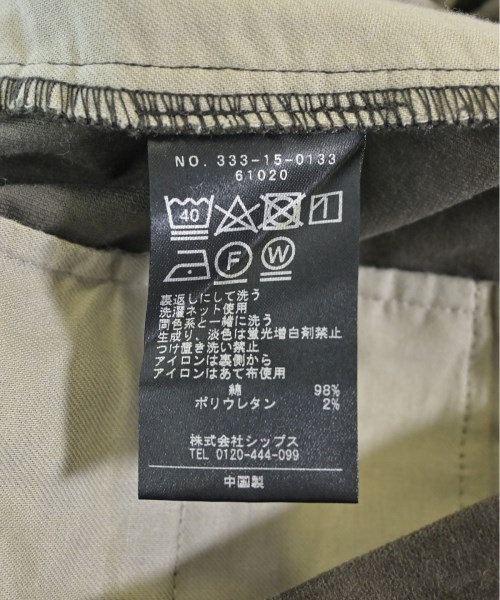 NO. 333-15-0133
61020
40
F W
裏返しにして洗う
洗濯ネット使用
同色系と一緒に洗う
生成り、淡色は蛍光増白剤禁止
つけ置き洗い禁止
アイロンは裏側から
アイロンはあて布使用
綿 98%
ポリウレタン 2%
株式会社シップス
TEL 0120-444-099
中国製